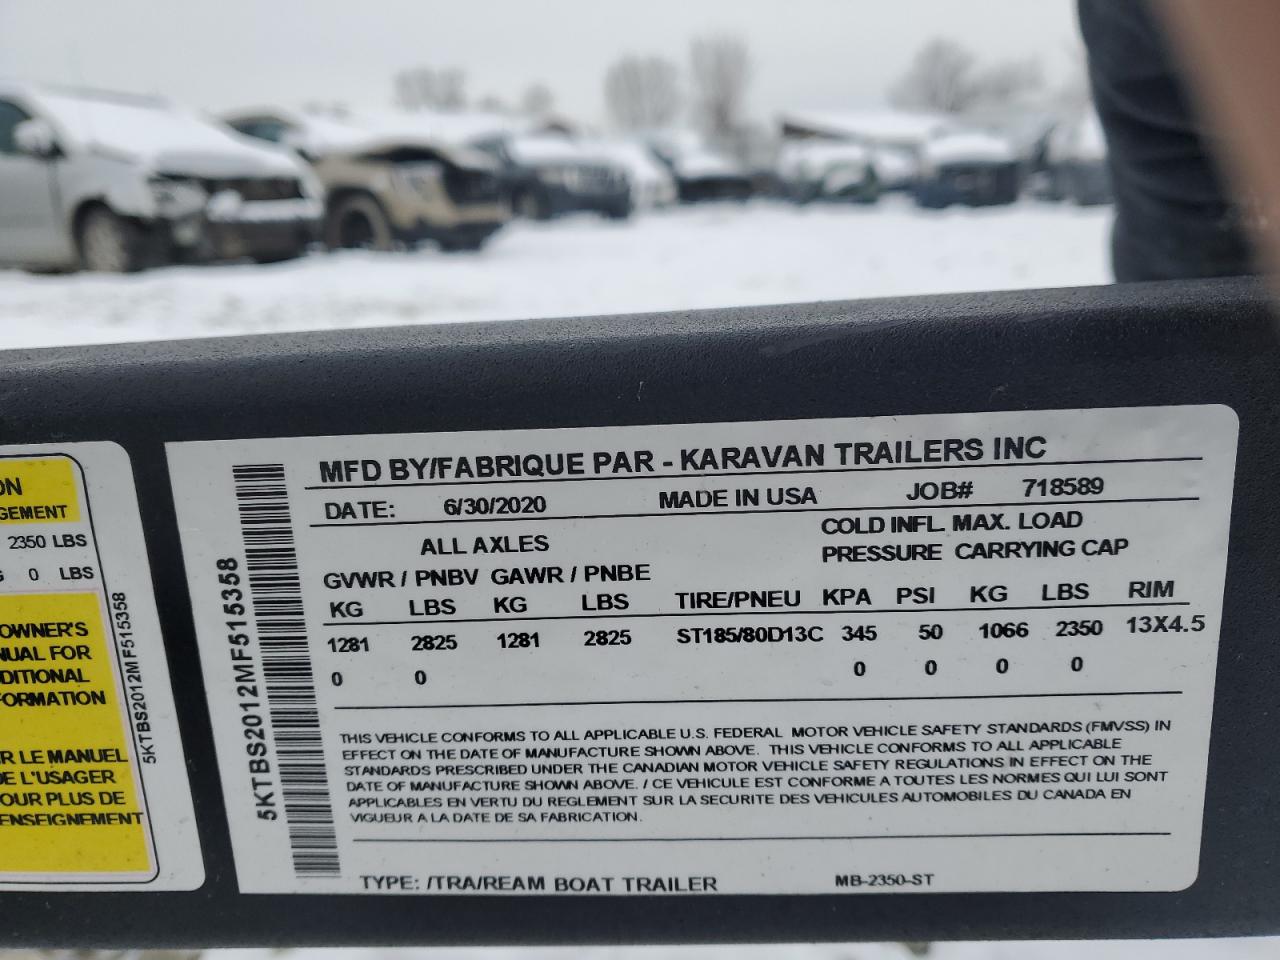 ON
GEMENT
2350 LBS
G 0 LBS
OWNER'S
NUAL FOR
DITIONAL
FORMATION
ER LE MANUEL
DE L'USAGER
OUR PLUS DE
ENSEIGNEMENT
5KTBS2012MF515358
5KTBS2012MF515358
MFD BY/FABRIQUE PAR - KARAVAN TRAILERS INC
DATE: 6/30/2020 MADE IN USA JOB# 718589
ALL AXLES COLD INFL. MAX. LOAD
GVWR / PNBV GAWR / PNBE PRESSURE CARRYING CAP
KG LBS KG LBS TIRE/PNEU KPA PSI KG LBS RIM
1281 2825 1281 2825 ST185/80D13C 345 50 1066 2350 13X4.5
0 0 0 0 0 0
THIS VEHICLE CONFORMS TO ALL APPLICABLE U.S. FEDERAL MOTOR VEHICLE SAFETY STANDARDS (FMVSS) IN
EFFECT ON THE DATE OF MANUFACTURE SHOWN ABOVE. THIS VEHICLE CONFORMS TO ALL APPLICABLE
STANDARDS PRESCRIBED UNDER THE CANADIAN MOTOR VEHICLE SAFETY REGULATIONS IN EFFECT ON THE
DATE OF MANUFACTURE SHOWN ABOVE. / CE VEHICULE EST CONFORME A TOUTES LES NORMES QUI LUI SONT
APPLICABLES EN VERTU DU REGLEMENT SUR LA SECURITE DES VEHICULES AUTOMOBILES DU CANADA EN
VIGUEUR A LA DATE DE SA FABRICATION.
TYPE: /TRA/REAM BOAT TRAILER MB-2350-ST